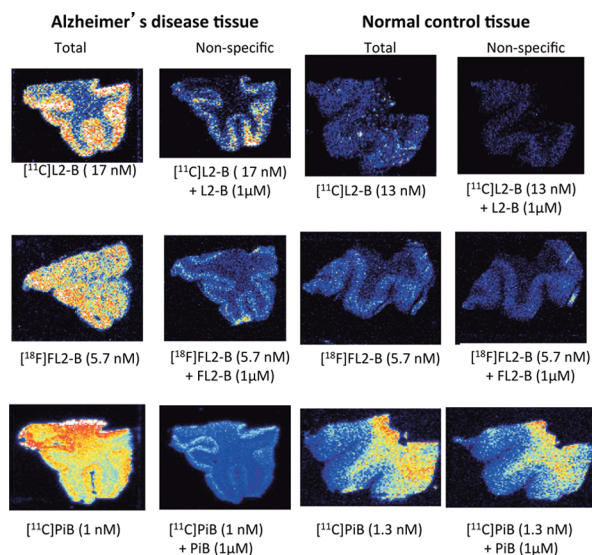 Alzheimer’s disease tissue
Normal control tissue
Total
Non-specific
Total
Non-specific
[¹¹C]L2-B ( 17 nM)
[¹¹C]L2-B ( 17 nM)
+ L2-B (1µM)
[¹¹C]L2-B (13 nM)
[¹¹C]L2-B (13 nM)
+ L2-B (1µM)
[¹⁸F]FL2-B (5.7 nM)
[¹⁸F]FL2-B (5.7 nM)
+ FL2-B (1µM)
[¹⁸F]FL2-B (5.7 nM)
[¹⁸F]FL2-B (5.7 nM)
+ FL2-B (1µM)
[¹¹C]PiB (1 nM)
[¹¹C]PiB (1 nM)
+ PiB (1µM)
[¹¹C]PiB (1.3 nM)
[¹¹C]PiB (1.3 nM)
+ PiB (1µM)